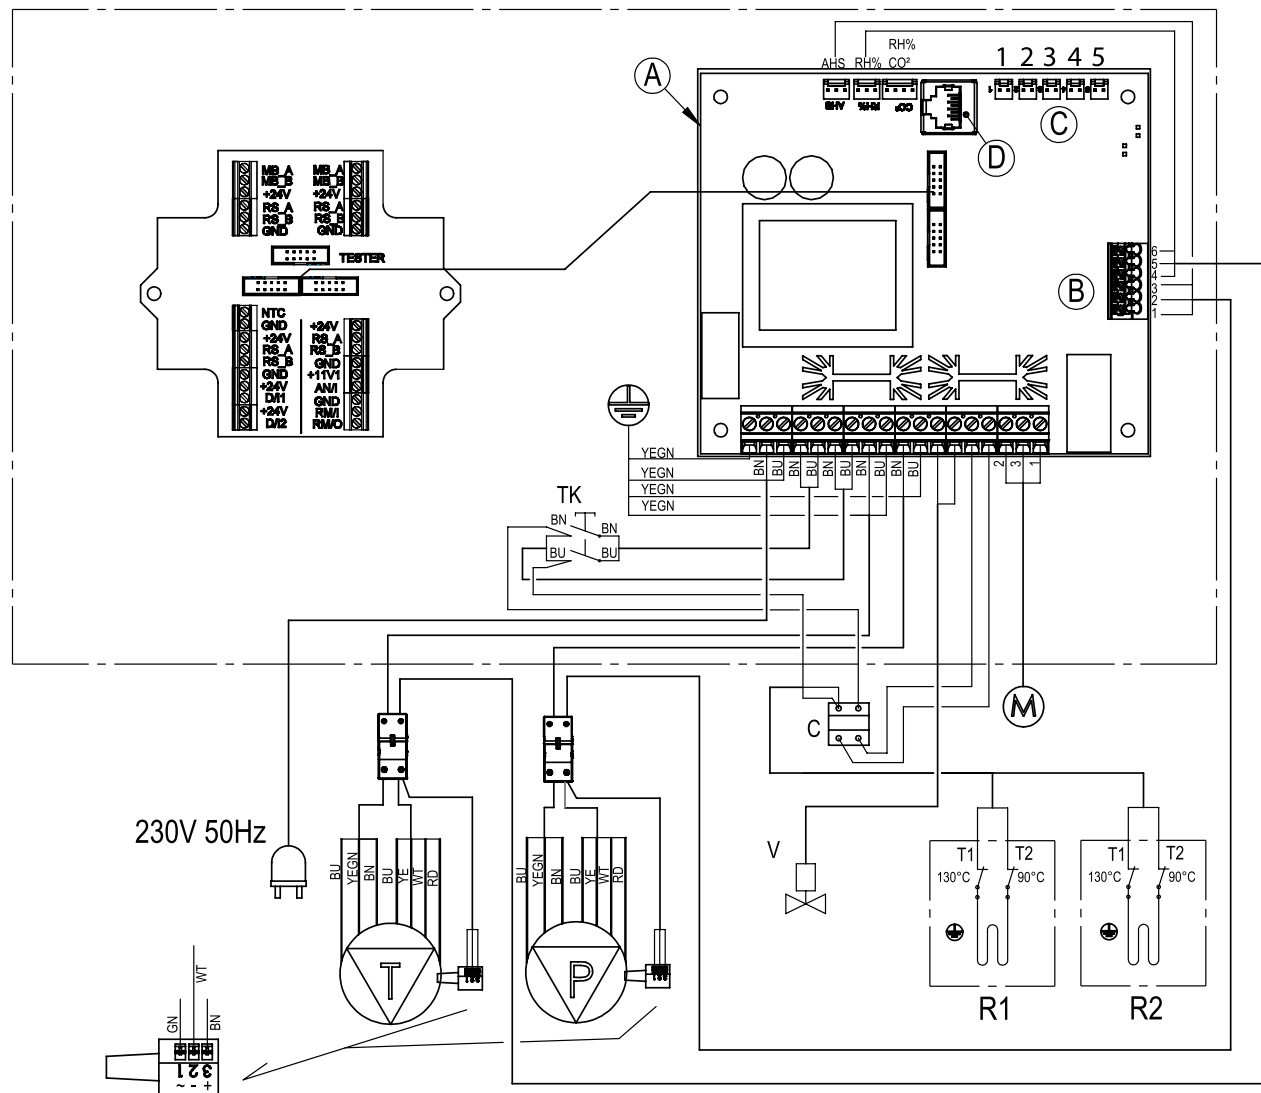 RH%
AHS RH% CO²
1 2 3 4 5
A
AHS RH% CO²
C
D
MB_A MB_A
MB_B MB_B
+24V +24V
RS_A RS_A
RS_B RS_B
GND GND
TESTER
6
5
4
3
2
1
B
NTC
GND +24V
+24V RS_A
RS_A RS_B
RS_B GND
GND +11V1
+24V AN/I
D/I1 GND
+24V RM/I
D/I2 RM/O
YEGN
YEGN
YEGN
YEGN
BN BU BN BU BN BU BN BU BN BU 2 3 1
TK
BN BN
BU BU
M
C
230V 50Hz
V
BU YEGN BN BU YE WT RD
BU YEGN BN BU YE WT RD
T1 T2
130°C 90°C
T1 T2
130°C 90°C
T
P
R1
R2
GN WT BN
3 2 1
~ - +